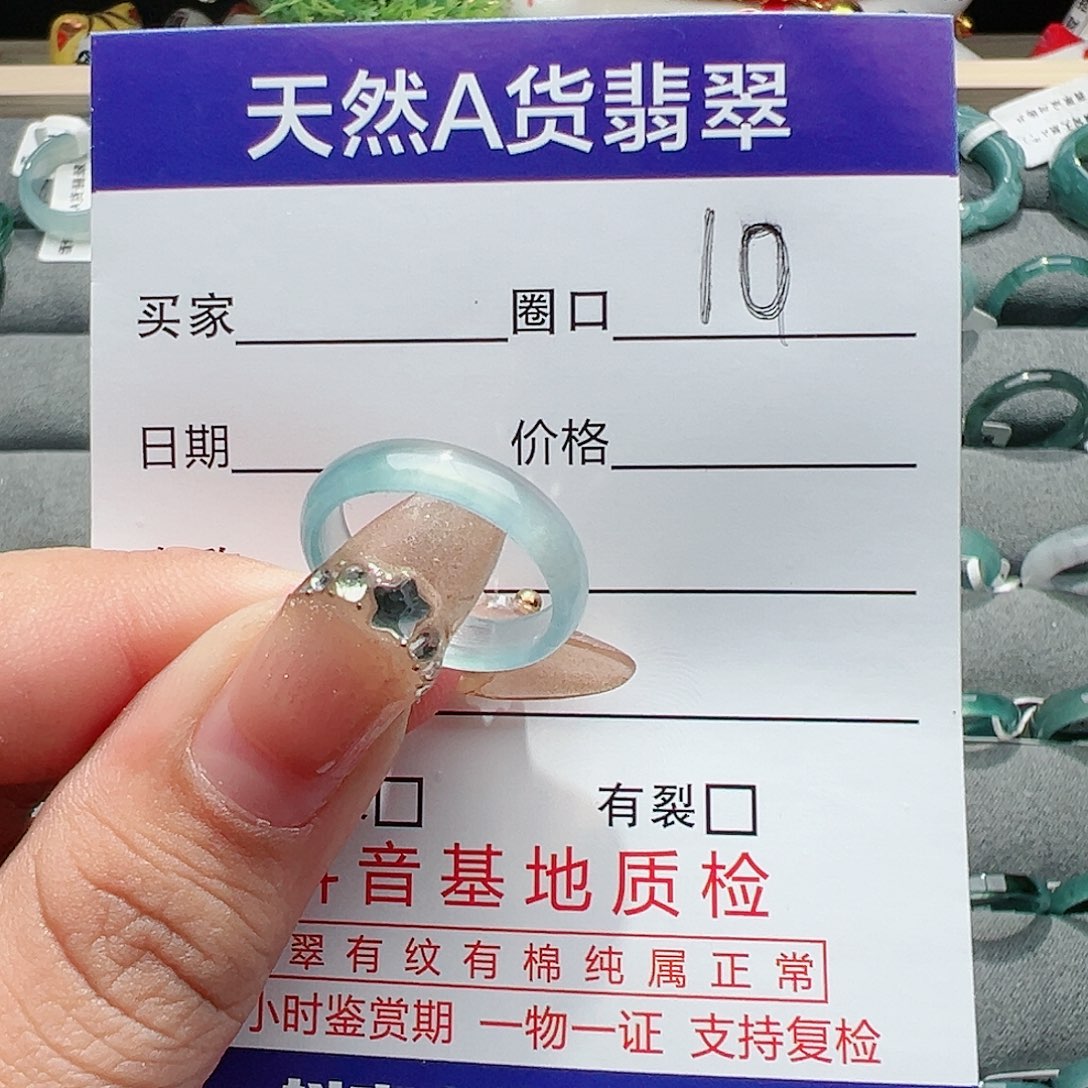 天然A货翡翠
买家 圈口 10
日期 价格
有裂
音基地质检
翠有纹有棉纯属正常
小时鉴赏期 一物一证 支持复检